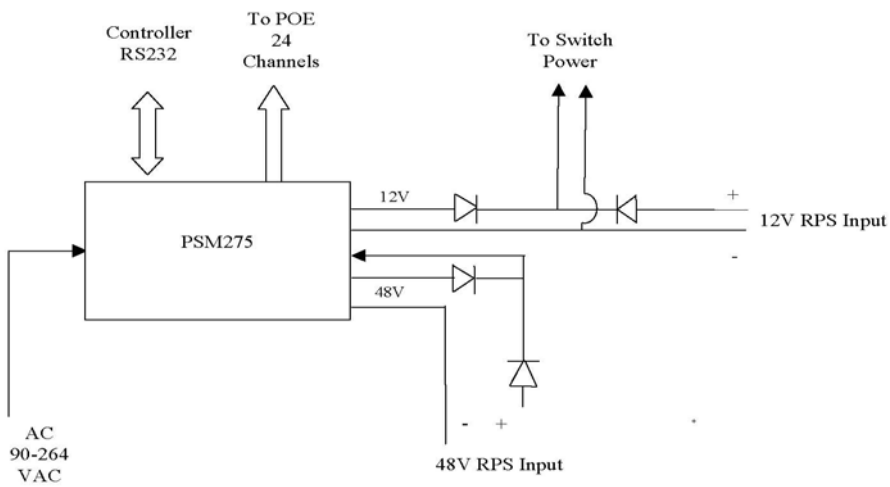 Controller
RS232
To POE
24
Channels
To Switch
Power
12V
+
12V RPS Input
-
PSM275
48V
AC
90-264
VAC
- +
48V RPS Input